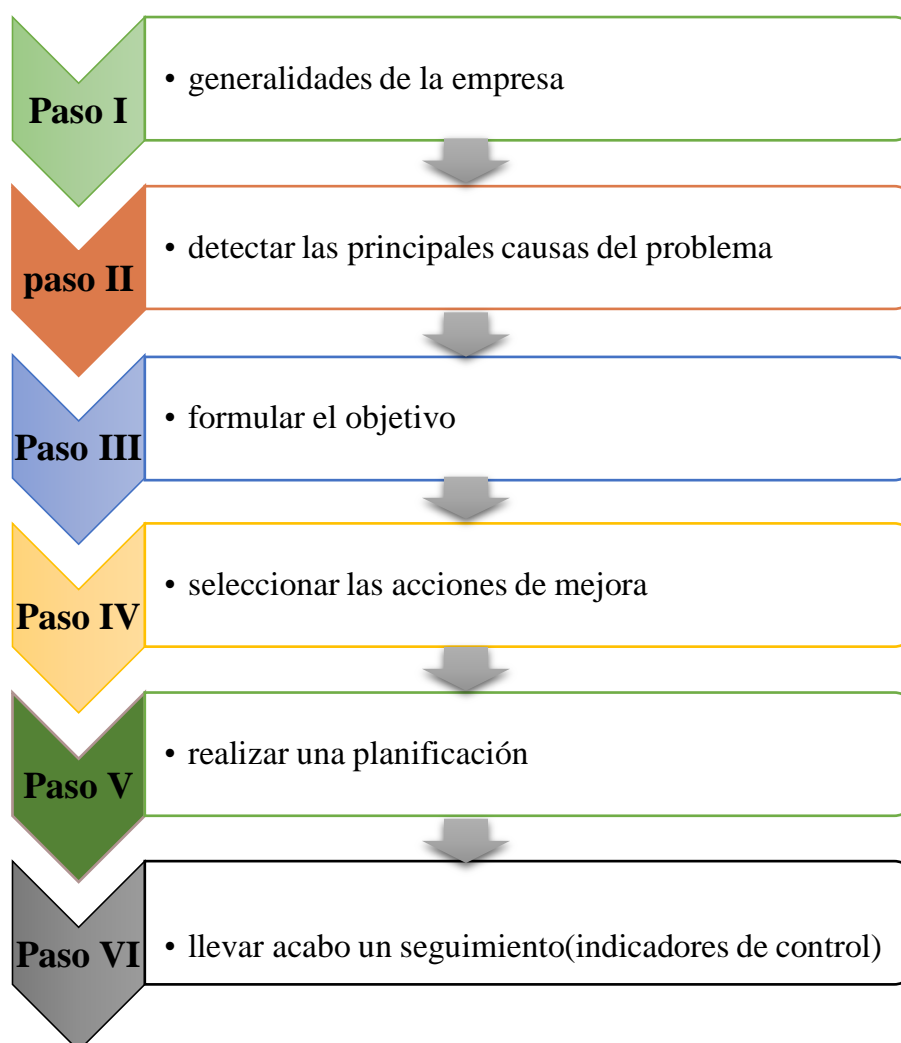 Paso I
• generalidades de la empresa
paso II
• detectar las principales causas del problema
Paso III
• formular el objetivo
Paso IV
• seleccionar las acciones de mejora
Paso V
• realizar una planificación
Paso VI
• llevar acabo un seguimiento(indicadores de control)